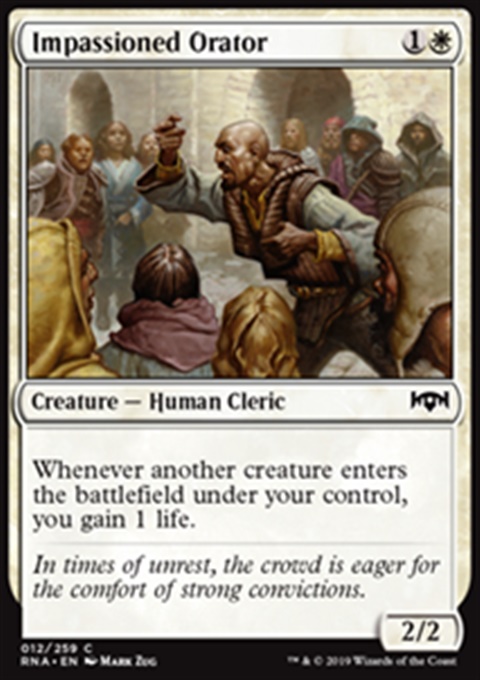 Impassioned Orator 1
Creature — Human Cleric
Whenever another creature enters
the battlefield under your control,
you gain 1 life.
In times of unrest, the crowd is eager for
the comfort of strong convictions.
2/2
012/259 C
RNA • EN Mark Zug
™ & © 2019 Wizards of the Coast